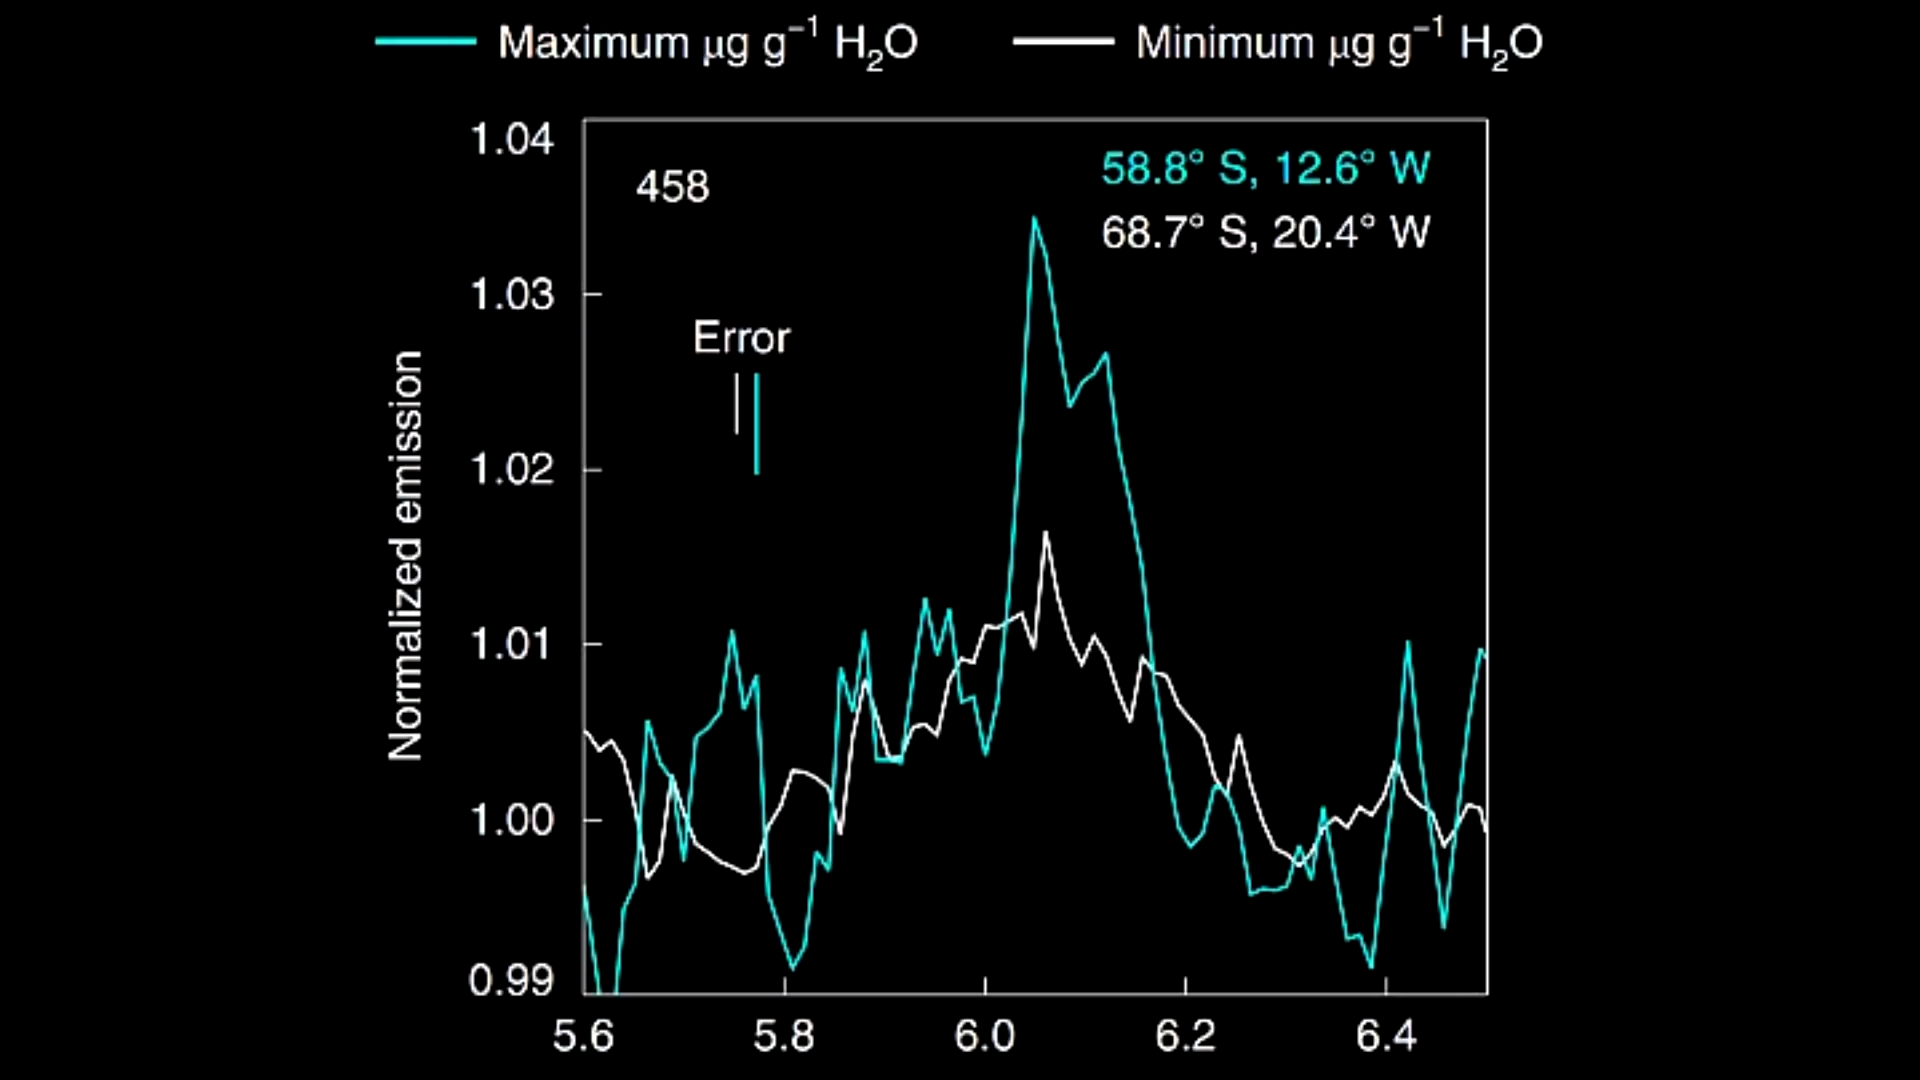 Maximum µg g⁻¹ H₂O
Minimum µg g⁻¹ H₂O
1.04
458
58.8° S, 12.6° W
68.7° S, 20.4° W
1.03
Error
1.02
Normalized emission
1.01
1.00
0.99
5.6 5.8 6.0 6.2 6.4